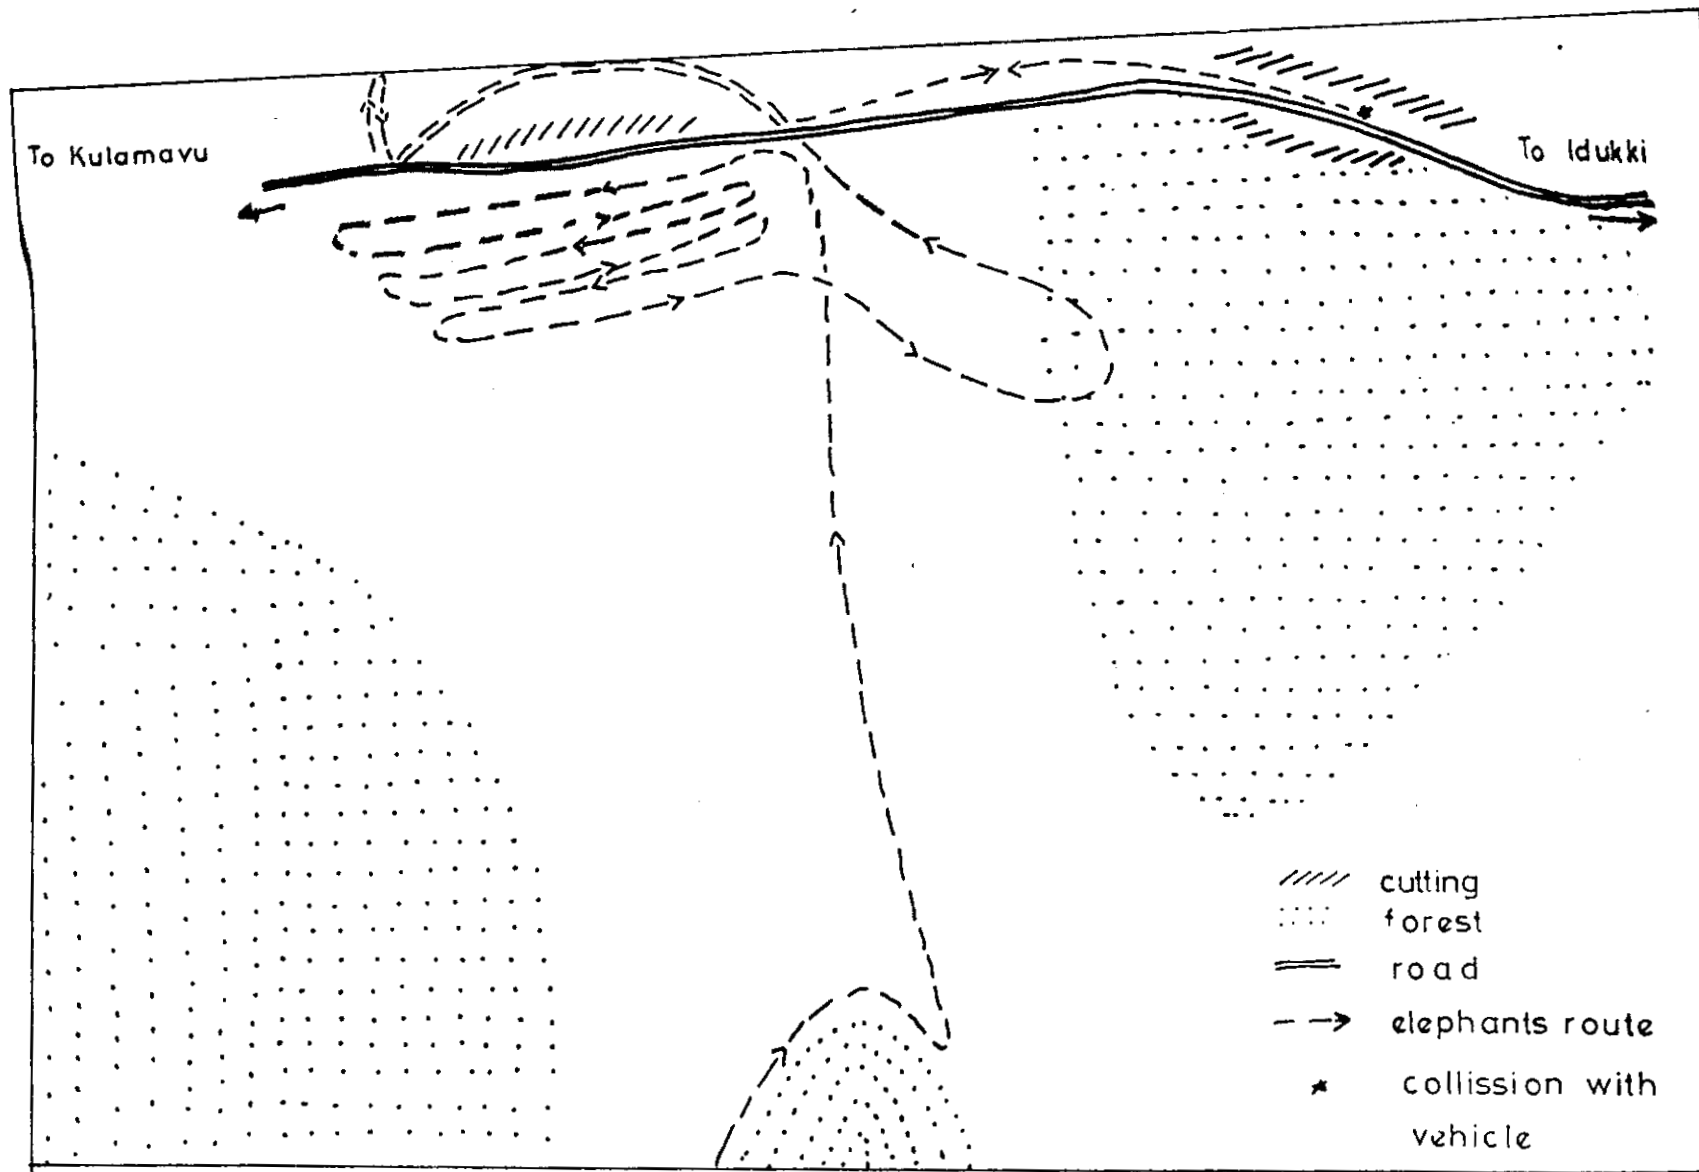 To Kulamavu
To Idukki
cutting
forest
road
elephants route
collission with
vehicle